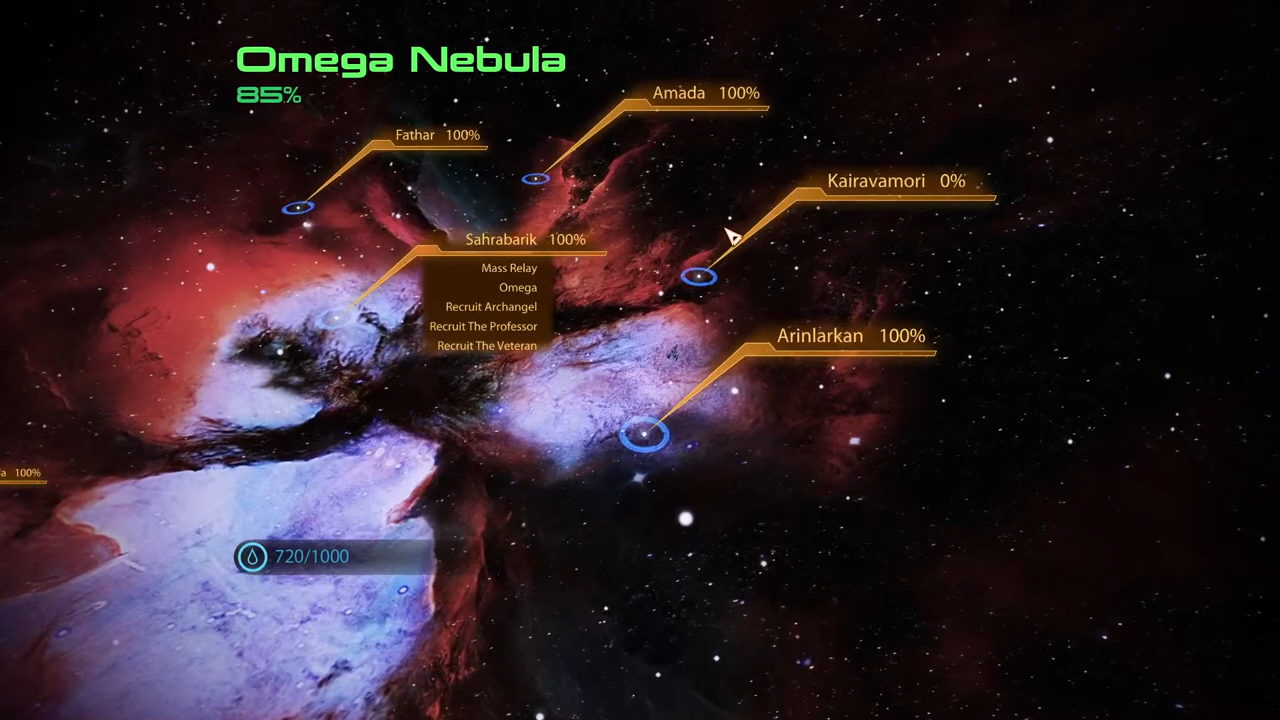 Omega Nebula
85%
Amada 100%
Fathar 100%
Kairavamori 0%
Sahrabarik 100%
Mass Relay
Omega
Recruit Archangel
Recruit The Professor
Recruit The Veteran
Arinlarkan 100%
100%
720/1000